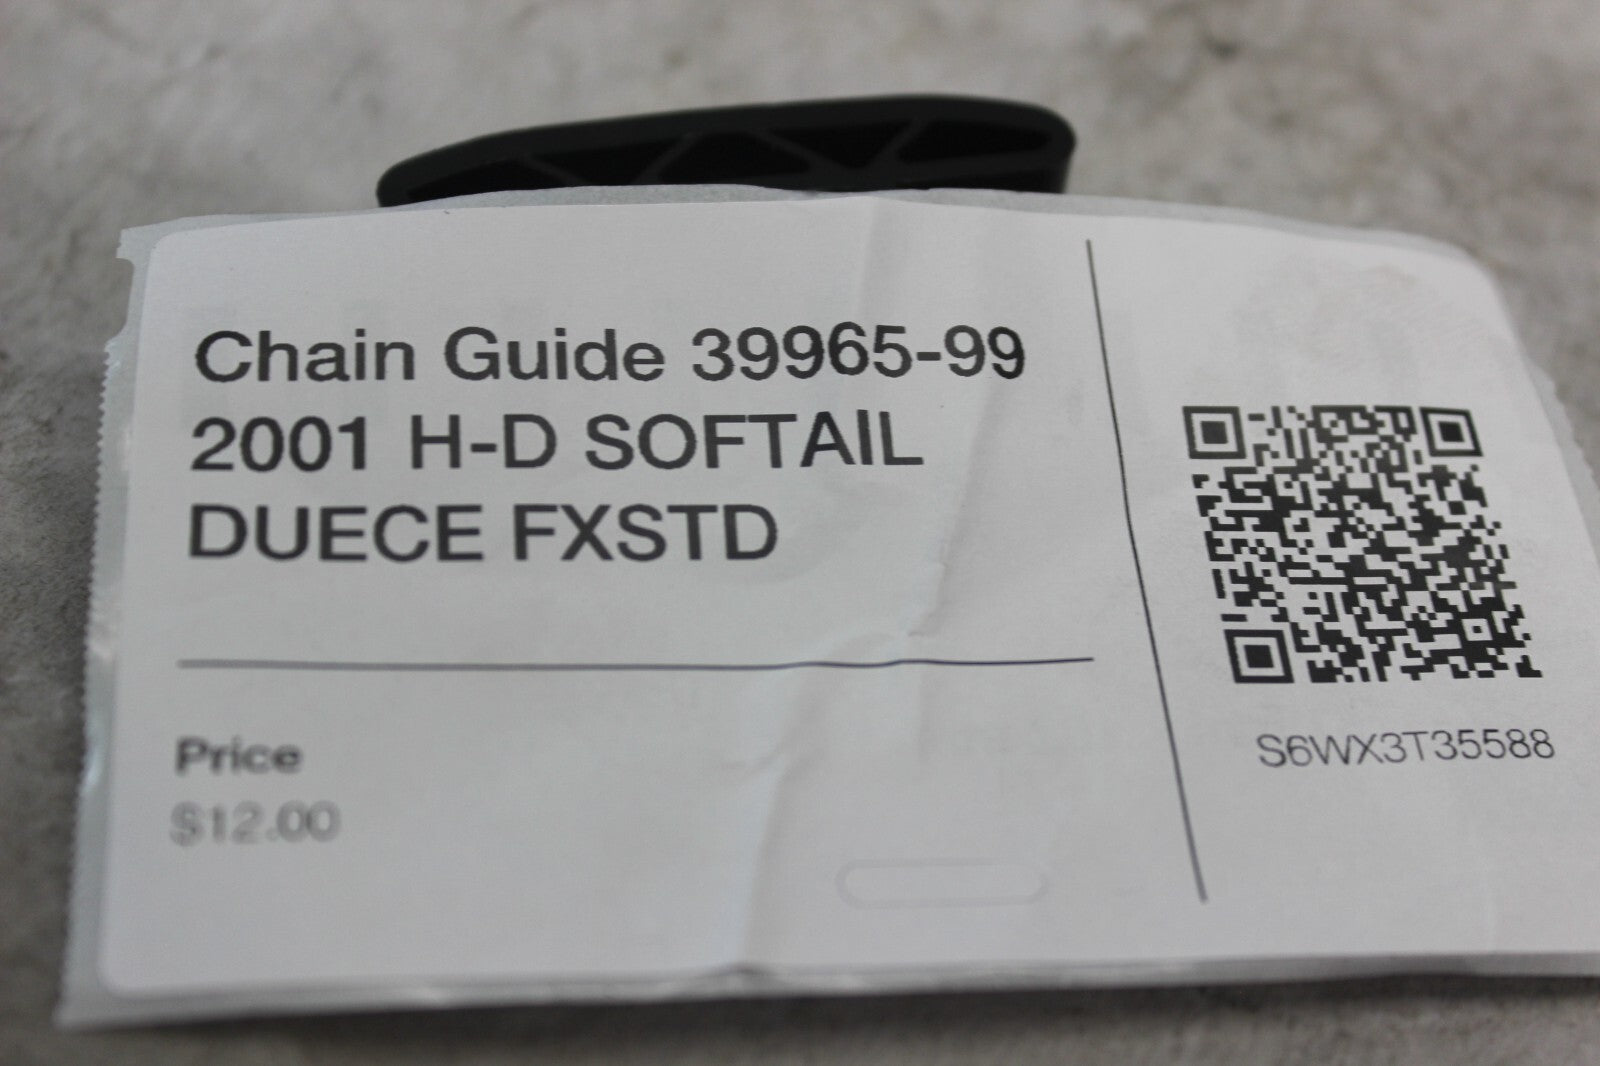 Chain Guide 39965-99
2001 H-D SOFTAIL
DUECE FXSTD
Price
$12.00
S6WX3T35588